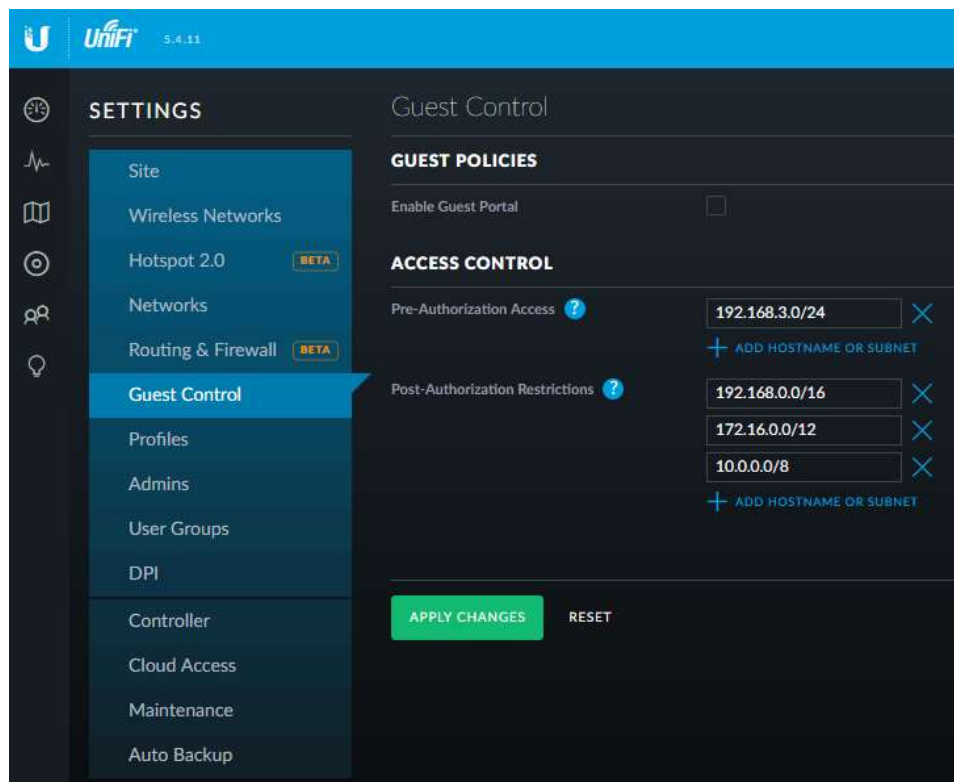 UniFi 5.4.11
SETTINGS
Site
Wireless Networks
Hotspot 2.0 BETA
Networks
Routing & Firewall BETA
Guest Control
Profiles
Admins
User Groups
DPI
Controller
Cloud Access
Maintenance
Auto Backup
Guest Control
GUEST POLICIES
Enable Guest Portal
ACCESS CONTROL
Pre-Authorization Access ?
192.168.3.0/24
ADD HOSTNAME OR SUBNET
Post-Authorization Restrictions ?
192.168.0.0/16
172.16.0.0/12
10.0.0.0/8
ADD HOSTNAME OR SUBNET
APPLY CHANGES RESET